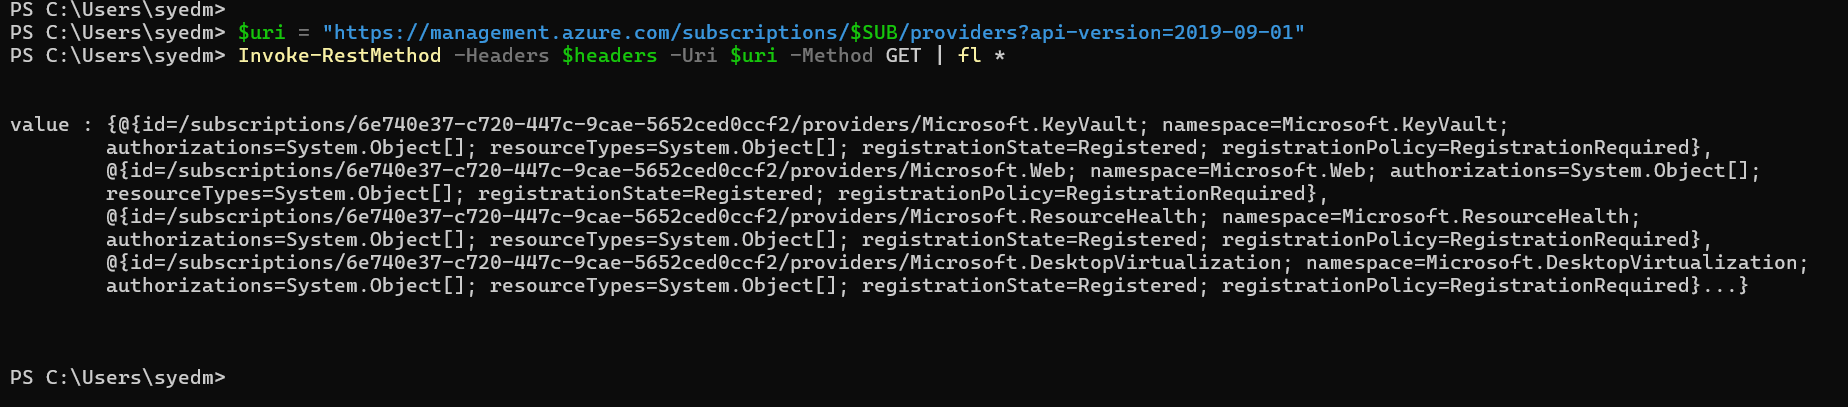 PS C:\Users\syedm>
PS C:\Users\syedm> $uri = "https://management.azure.com/subscriptions/$SUB/providers?api-version=2019-09-01"
PS C:\Users\syedm> Invoke-RestMethod -Headers $headers -Uri $uri -Method GET | fl *
value : {@{id=/subscriptions/6e740e37-c720-447c-9cae-5652ced0ccf2/providers/Microsoft.KeyVault; namespace=Microsoft.KeyVault;
authorizations=System.Object[]; resourceTypes=System.Object[]; registrationState=Registered; registrationPolicy=RegistrationRequired},
@{id=/subscriptions/6e740e37-c720-447c-9cae-5652ced0ccf2/providers/Microsoft.Web; namespace=Microsoft.Web; authorizations=System.Object[];
resourceTypes=System.Object[]; registrationState=Registered; registrationPolicy=RegistrationRequired},
@{id=/subscriptions/6e740e37-c720-447c-9cae-5652ced0ccf2/providers/Microsoft.ResourceHealth; namespace=Microsoft.ResourceHealth;
authorizations=System.Object[]; resourceTypes=System.Object[]; registrationState=Registered; registrationPolicy=RegistrationRequired},
@{id=/subscriptions/6e740e37-c720-447c-9cae-5652ced0ccf2/providers/Microsoft.DesktopVirtualization; namespace=Microsoft.DesktopVirtualization;
authorizations=System.Object[]; resourceTypes=System.Object[]; registrationState=Registered; registrationPolicy=RegistrationRequired}...}
PS C:\Users\syedm>